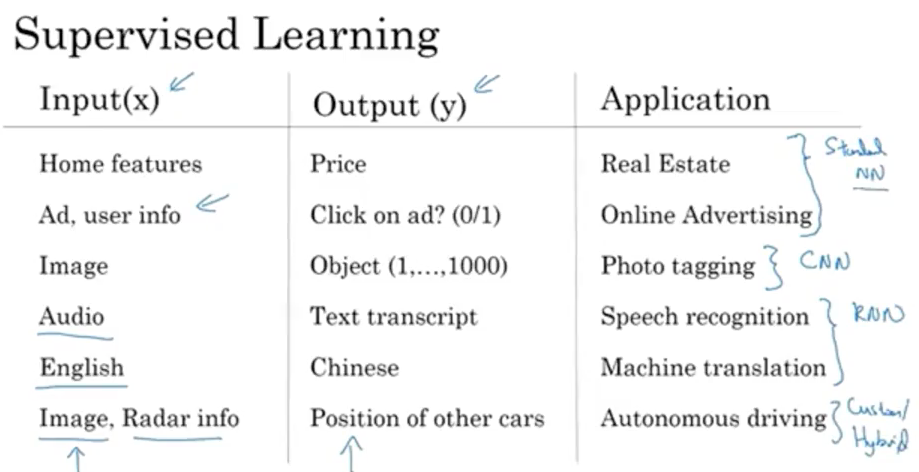 Supervised Learning
Input(x) Output (y) Application
Home features Price Real Estate
Standard
NN
Ad, user info Click on ad? (0/1) Online Advertising
Image Object (1,...,1000) Photo tagging CNN
Audio Text transcript Speech recognition RNN
English Chinese Machine translation
Image, Radar info Position of other cars Autonomous driving Custom/
Hybrid